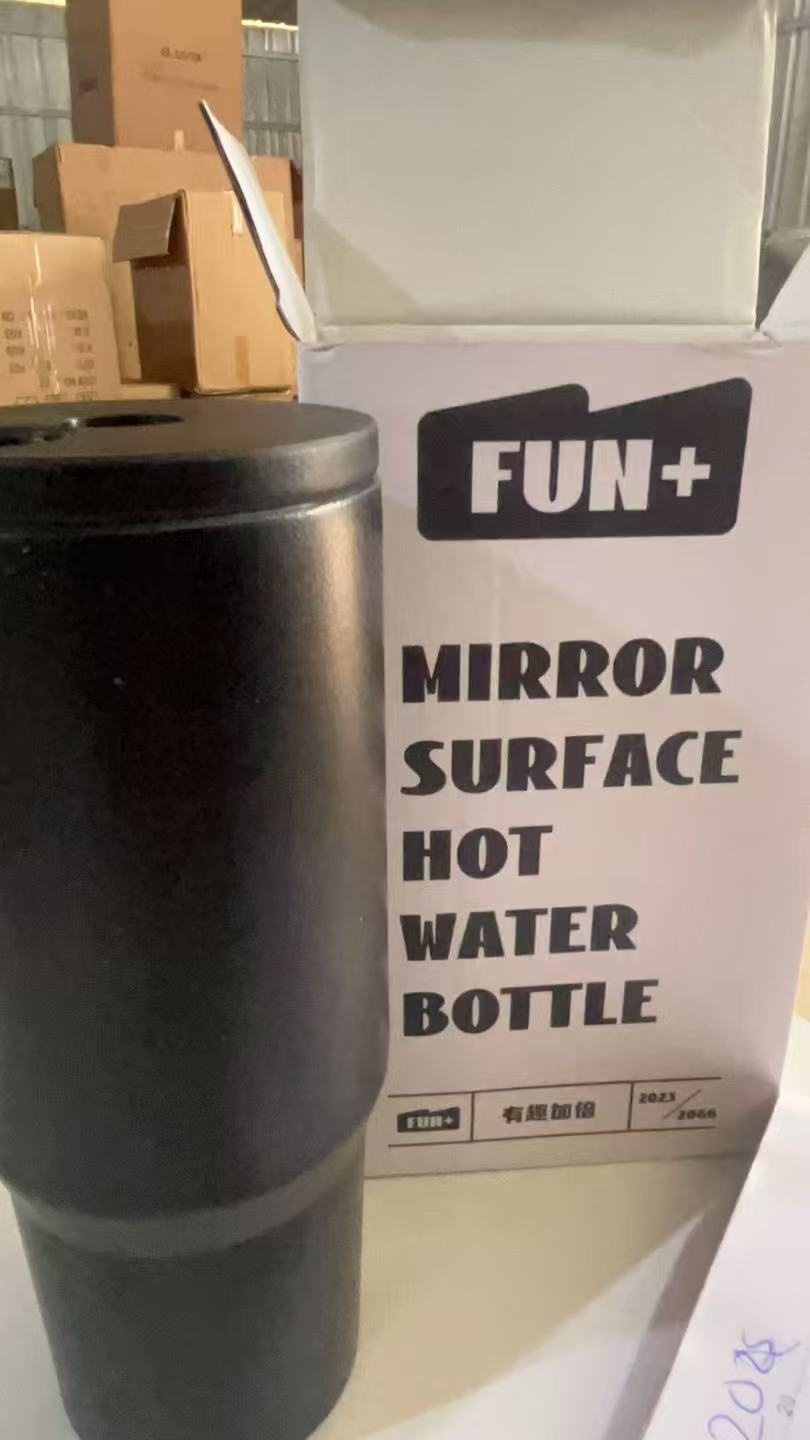 FUN+
MIRROR
SURFACE
HOT
WATER
BOTTLE
FUN+ 有趣加倍 2023/2066